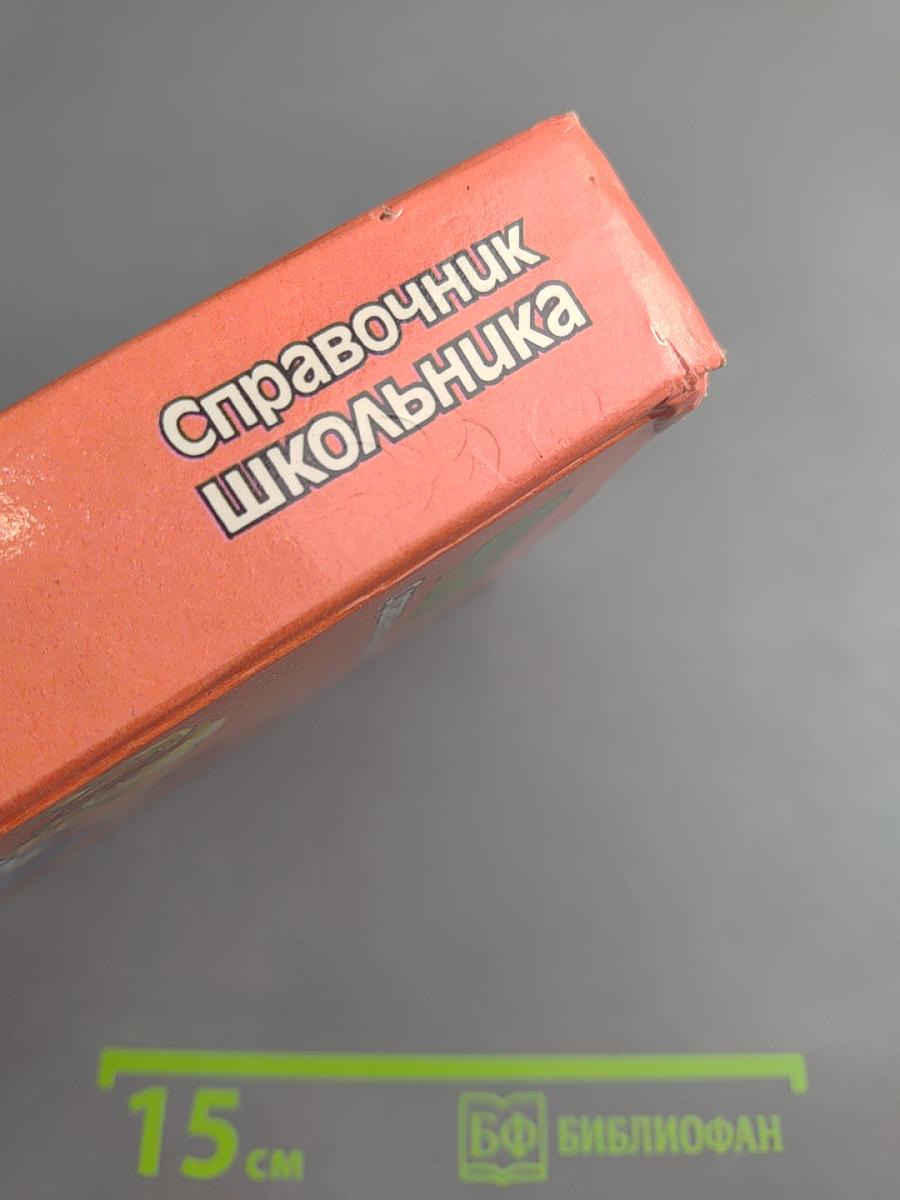 Справочник
школьника
15 см
БФ БИБЛИОФАН